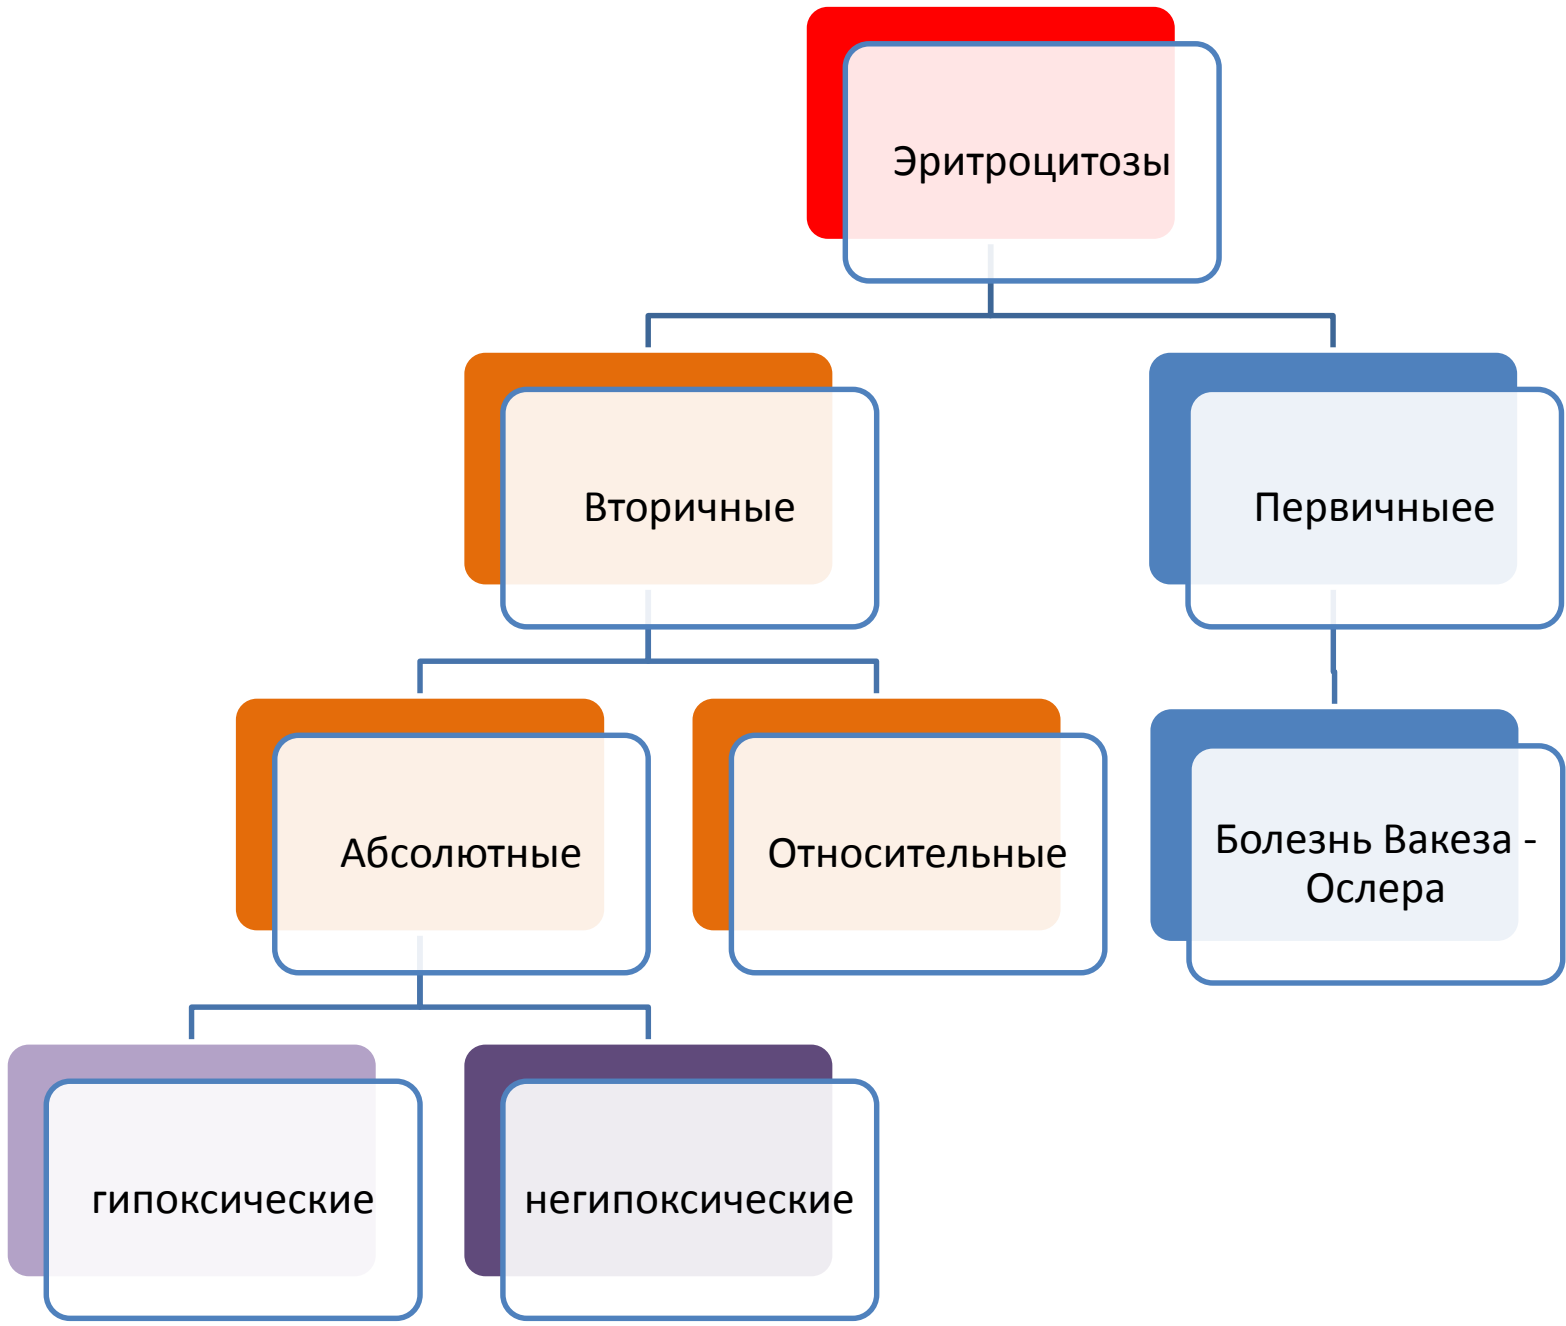 Эритроцитозы
Вторичные
Первичныее
Абсолютные
Относительные
Болезнь Вакеза -
Ослера
гипоксические
негипоксические